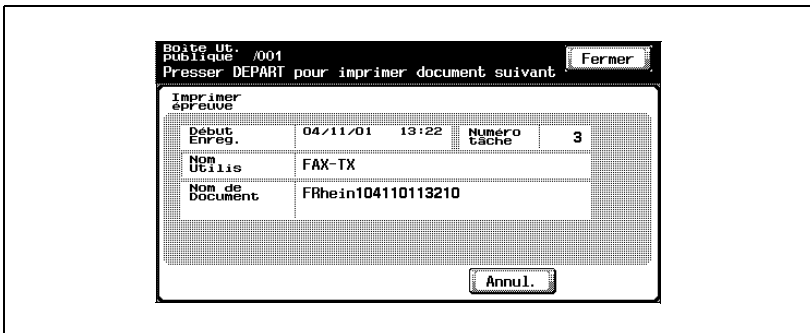 Boîte Ut.
publique /001
Fermer
Presser DEPART pour imprimer document suivant
Imprimer
épreuve
Début
Enreg.
04/11/01 13:22
Numéro
tâche
3
Nom
Utilis
FAX-TX
Nom de
Document
FRhein104110113210
Annul.